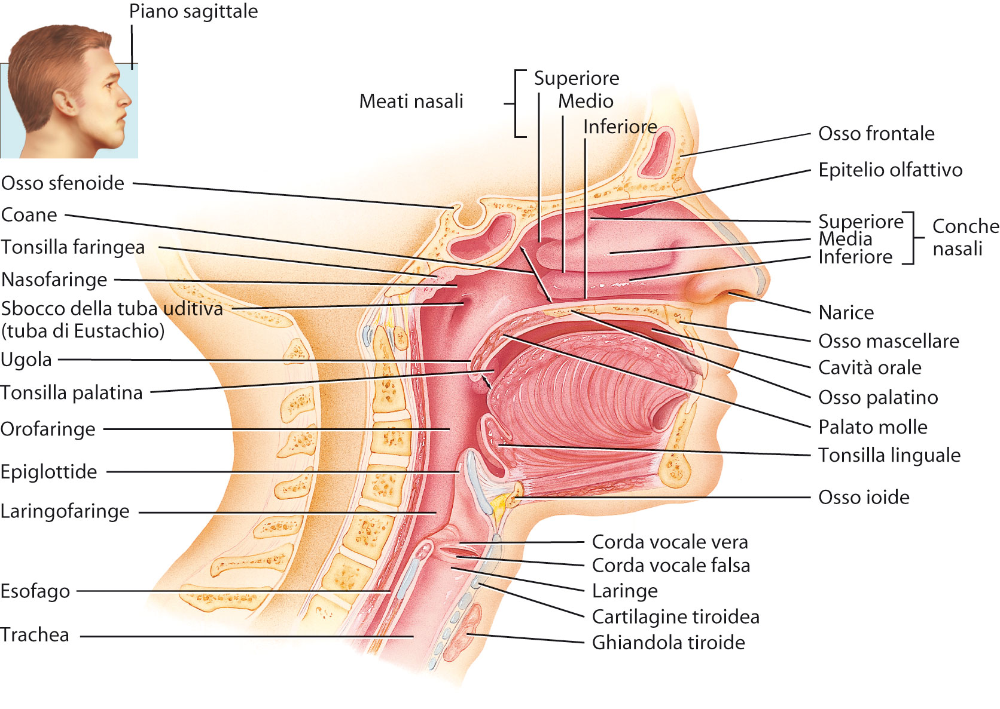 Piano sagittale
Meati nasali
Superiore
Medio
Inferiore
Osso sfenoide
Coane
Tonsilla faringea
Nasofaringe
Sbocco della tuba uditiva
(tuba di Eustachio)
Ugola
Tonsilla palatina
Orofaringe
Epiglottide
Laringofaringe
Esofago
Trachea
Osso frontale
Epitelio olfattivo
Superiore
Media
Inferiore
Conche
nasali
Narice
Osso mascellare
Cavità orale
Osso palatino
Palato molle
Tonsilla linguale
Osso ioide
Corda vocale vera
Corda vocale falsa
Laringe
Cartilagine tiroidea
Ghiandola tiroide